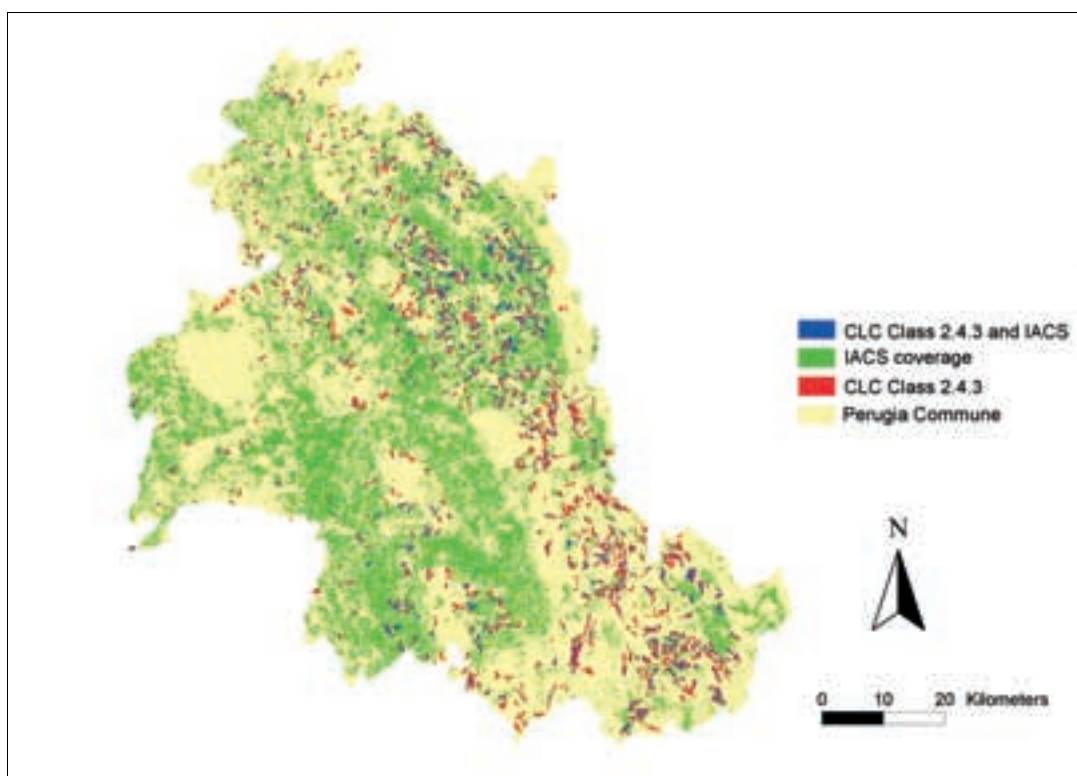 CLC Class 2.4.3 and IACS
IACS coverage
CLC Class 2.4.3
Perugia Commune
N
0 10 20 Kilometers